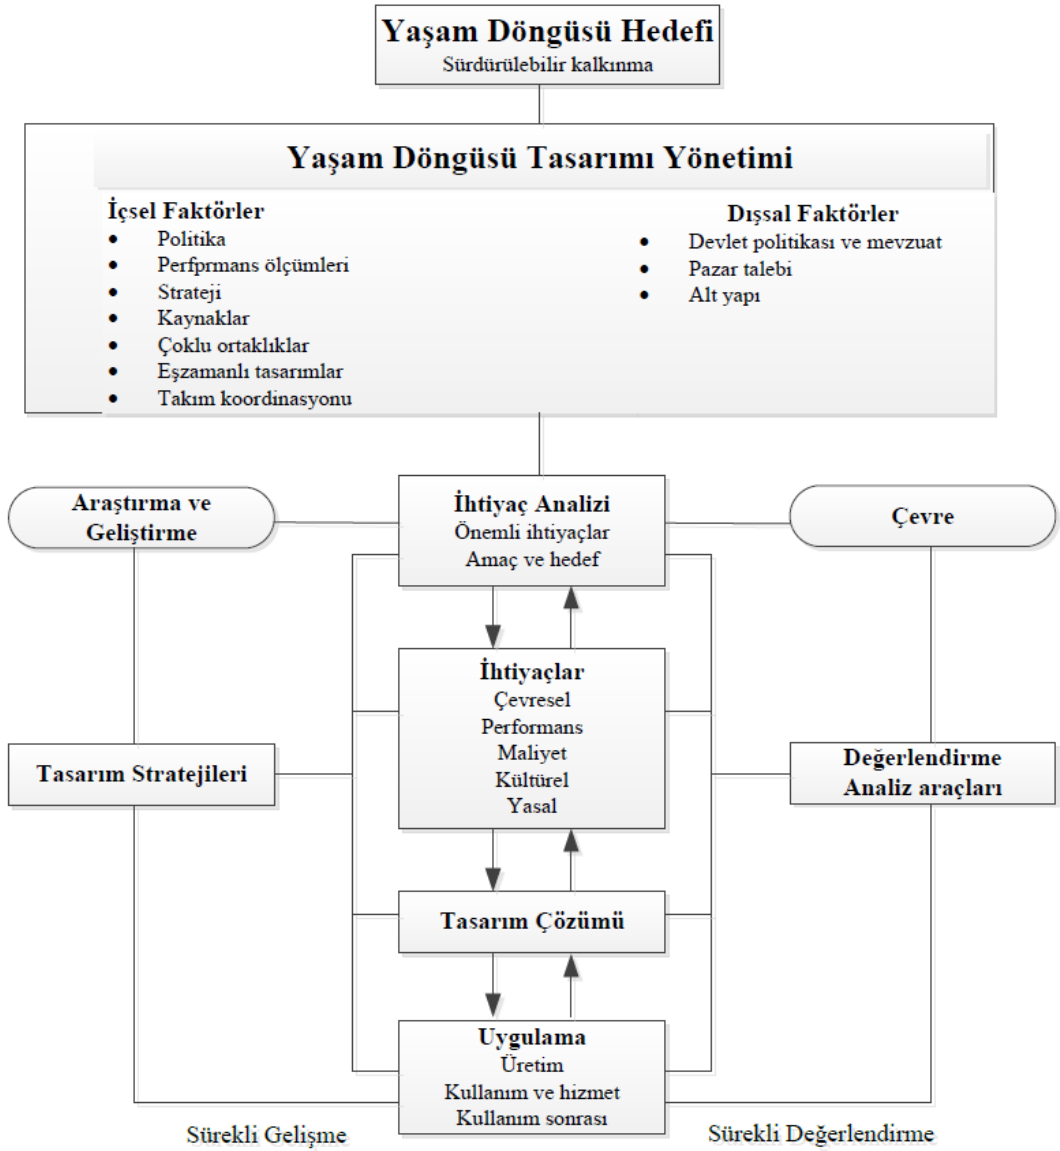 Yaşam Döngüsü Hedefi
Sürdürülebilir kalkınma
Yaşam Döngüsü Tasarımı Yönetimi
İçsel Faktörler
• Politika
• Perfprmans ölçümleri
• Strateji
• Kaynaklar
• Çoklu ortaklıklar
• Eşzamanlı tasarımlar
• Takım koordinasyonu
Dışsal Faktörler
• Devlet politikası ve mevzuat
• Pazar talebi
• Alt yapı
Araştırma ve
Geliştirme
İhtiyaç Analizi
Önemli ihtiyaçlar
Amaç ve hedef
Çevre
İhtiyaçlar
Çevresel
Performans
Maliyet
Kültürel
Yasal
Tasarım Stratejileri
Değerlendirme
Analiz araçları
Tasarım Çözümü
Uygulama
Üretim
Kullanım ve hizmet
Kullanım sonrası
Sürekli Gelişme
Sürekli Değerlendirme